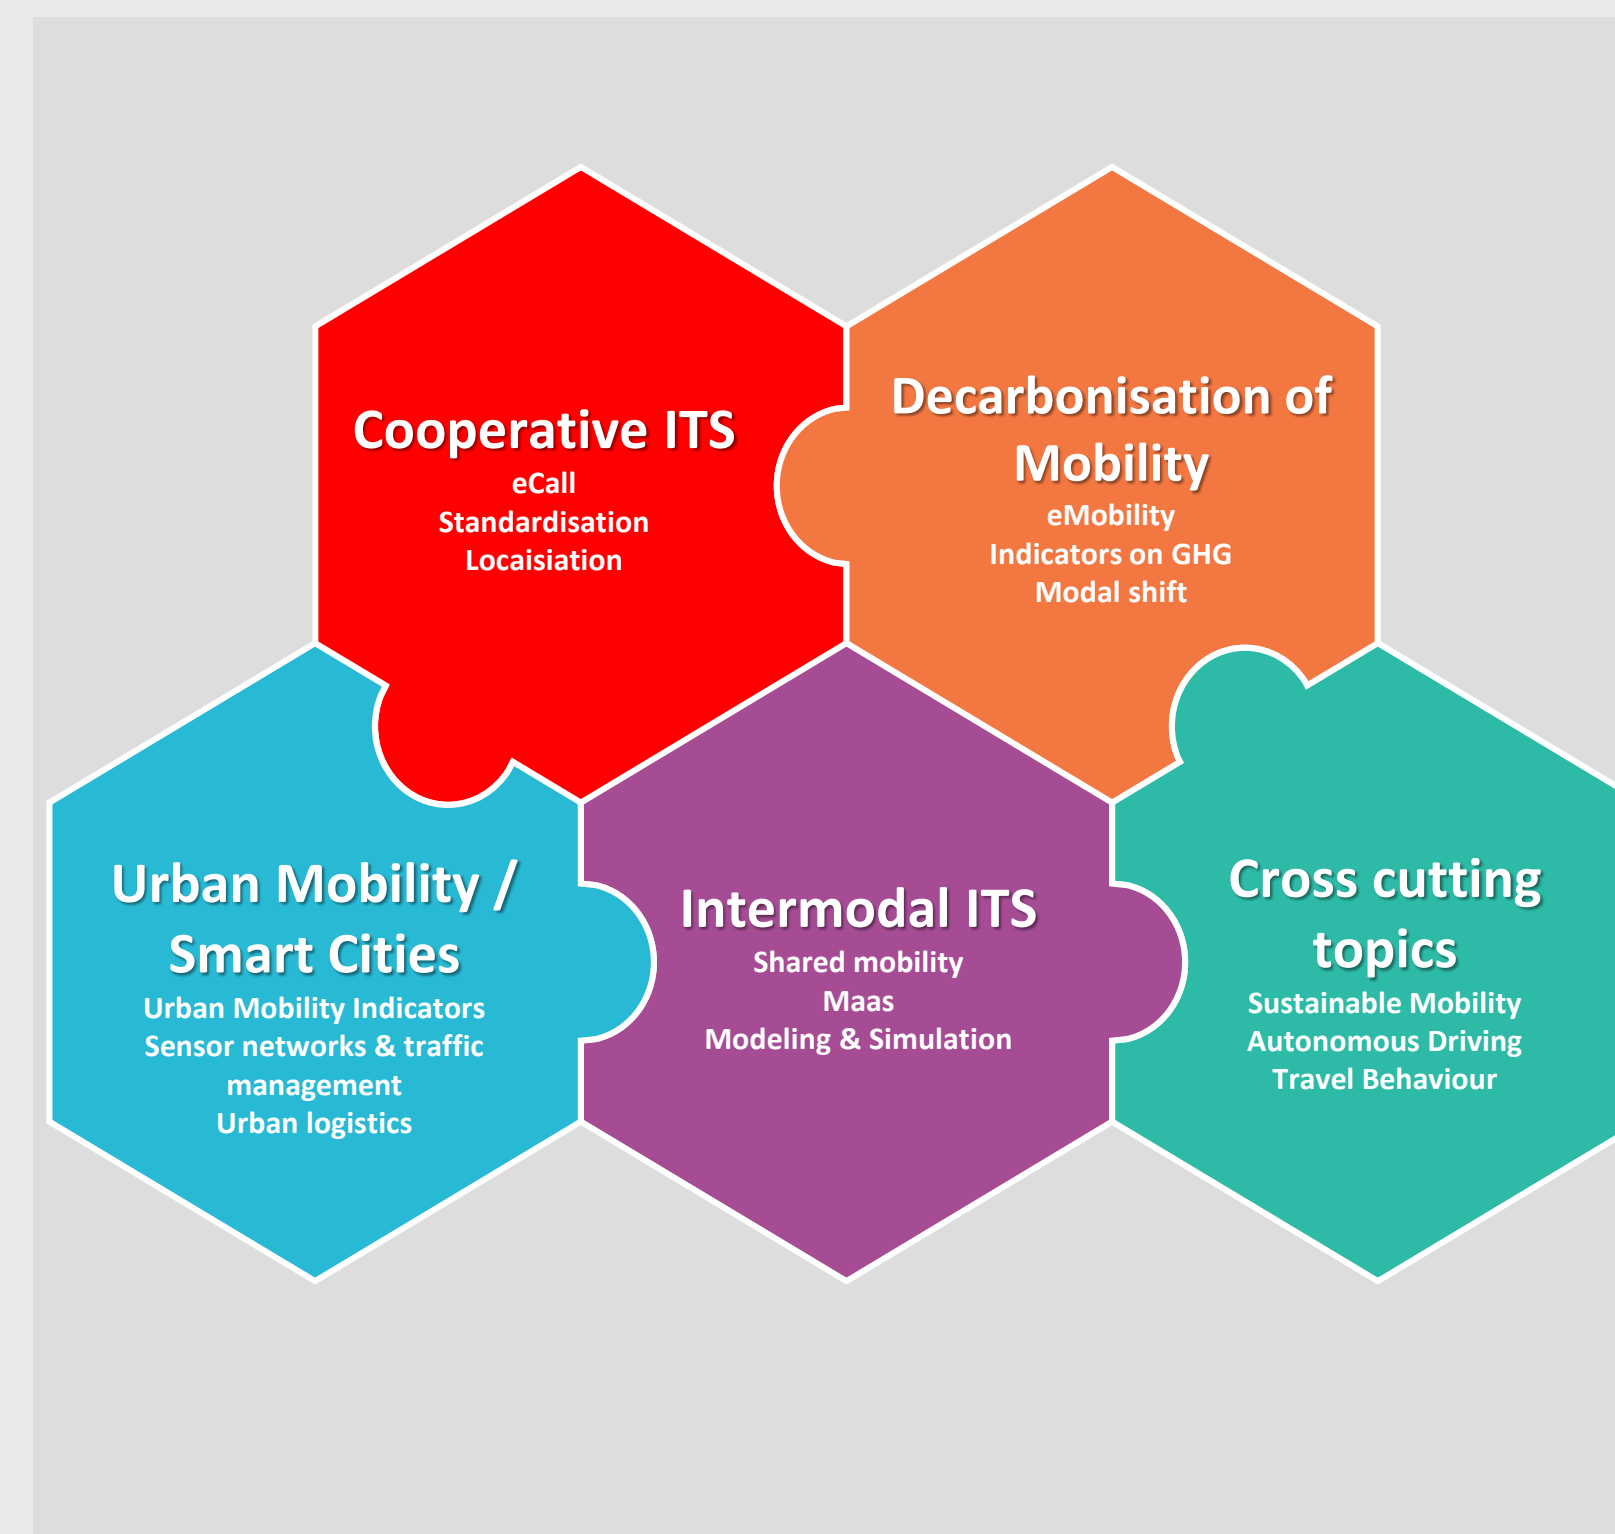 Cooperative ITS
eCall
Standardisation
Locaisiation
Decarbonisation of
Mobility
eMobility
Indicators on GHG
Modal shift
Urban Mobility /
Smart Cities
Urban Mobility Indicators
Sensor networks & traffic
management
Urban logistics
Intermodal ITS
Shared mobility
Maas
Modeling & Simulation
Cross cutting
topics
Sustainable Mobility
Autonomous Driving
Travel Behaviour